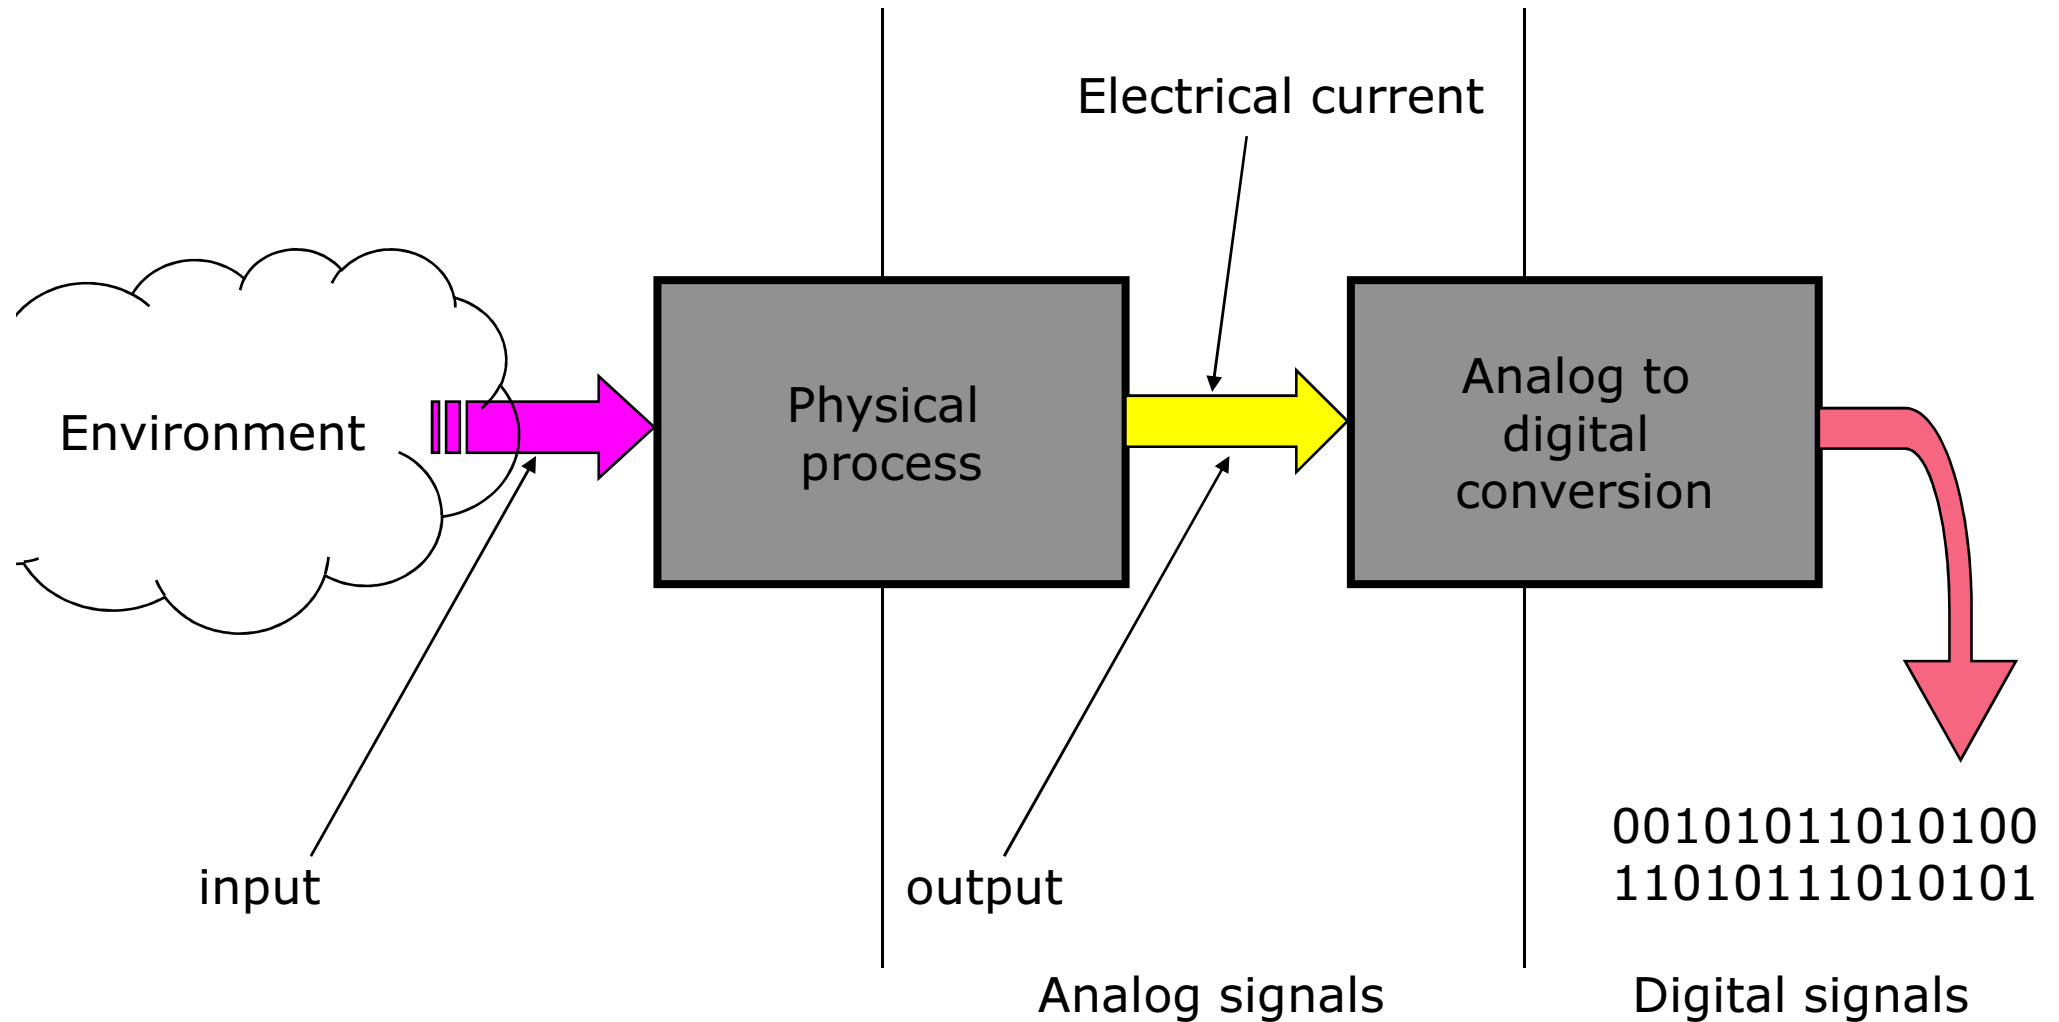 Electrical current
Environment
Physical
process
Analog to
digital
conversion
input
output
00101011010100
11010111010101
Analog signals
Digital signals